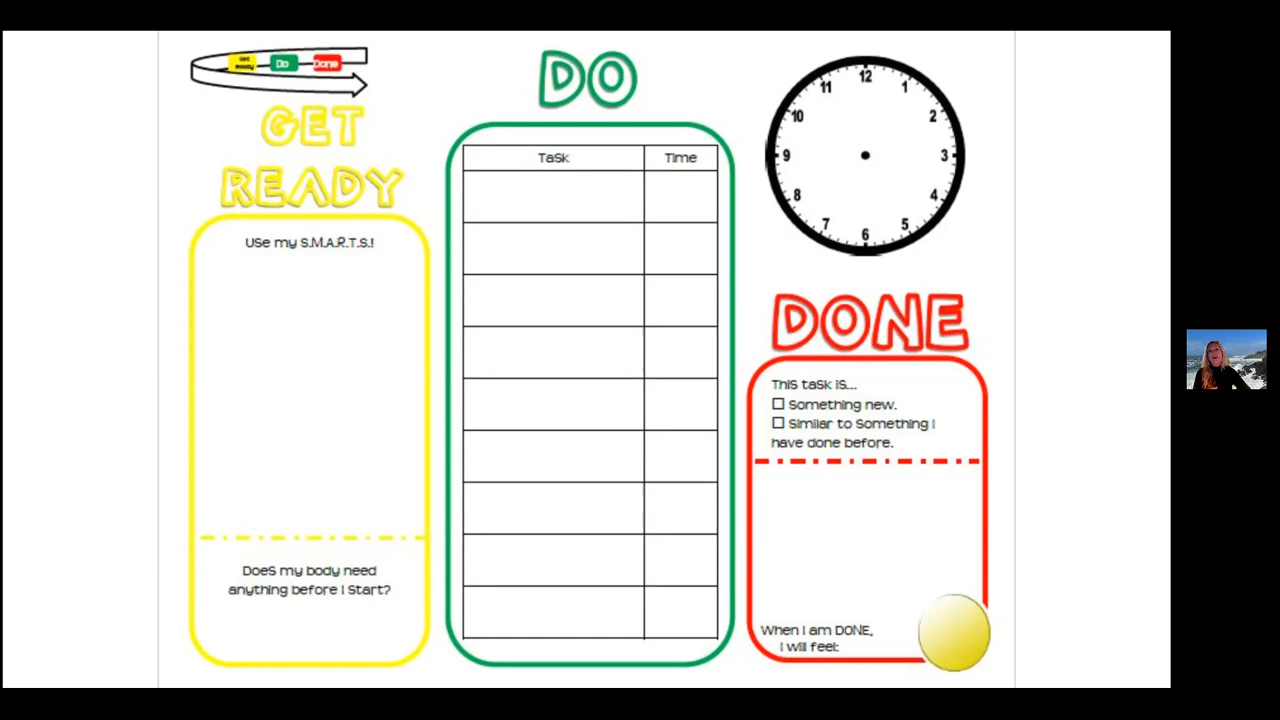 Get
Ready
Do
Done
GET
READY
Use my S.M.A.R.T.S.!
Does my body need
anything before I start?
DO
Task Time
12
1
2
3
4
5
6
7
8
9
10
11
DONE
This task is...
☐ Something new.
☐ Similar to something I
have done before.
When I am DONE,
I will feel: